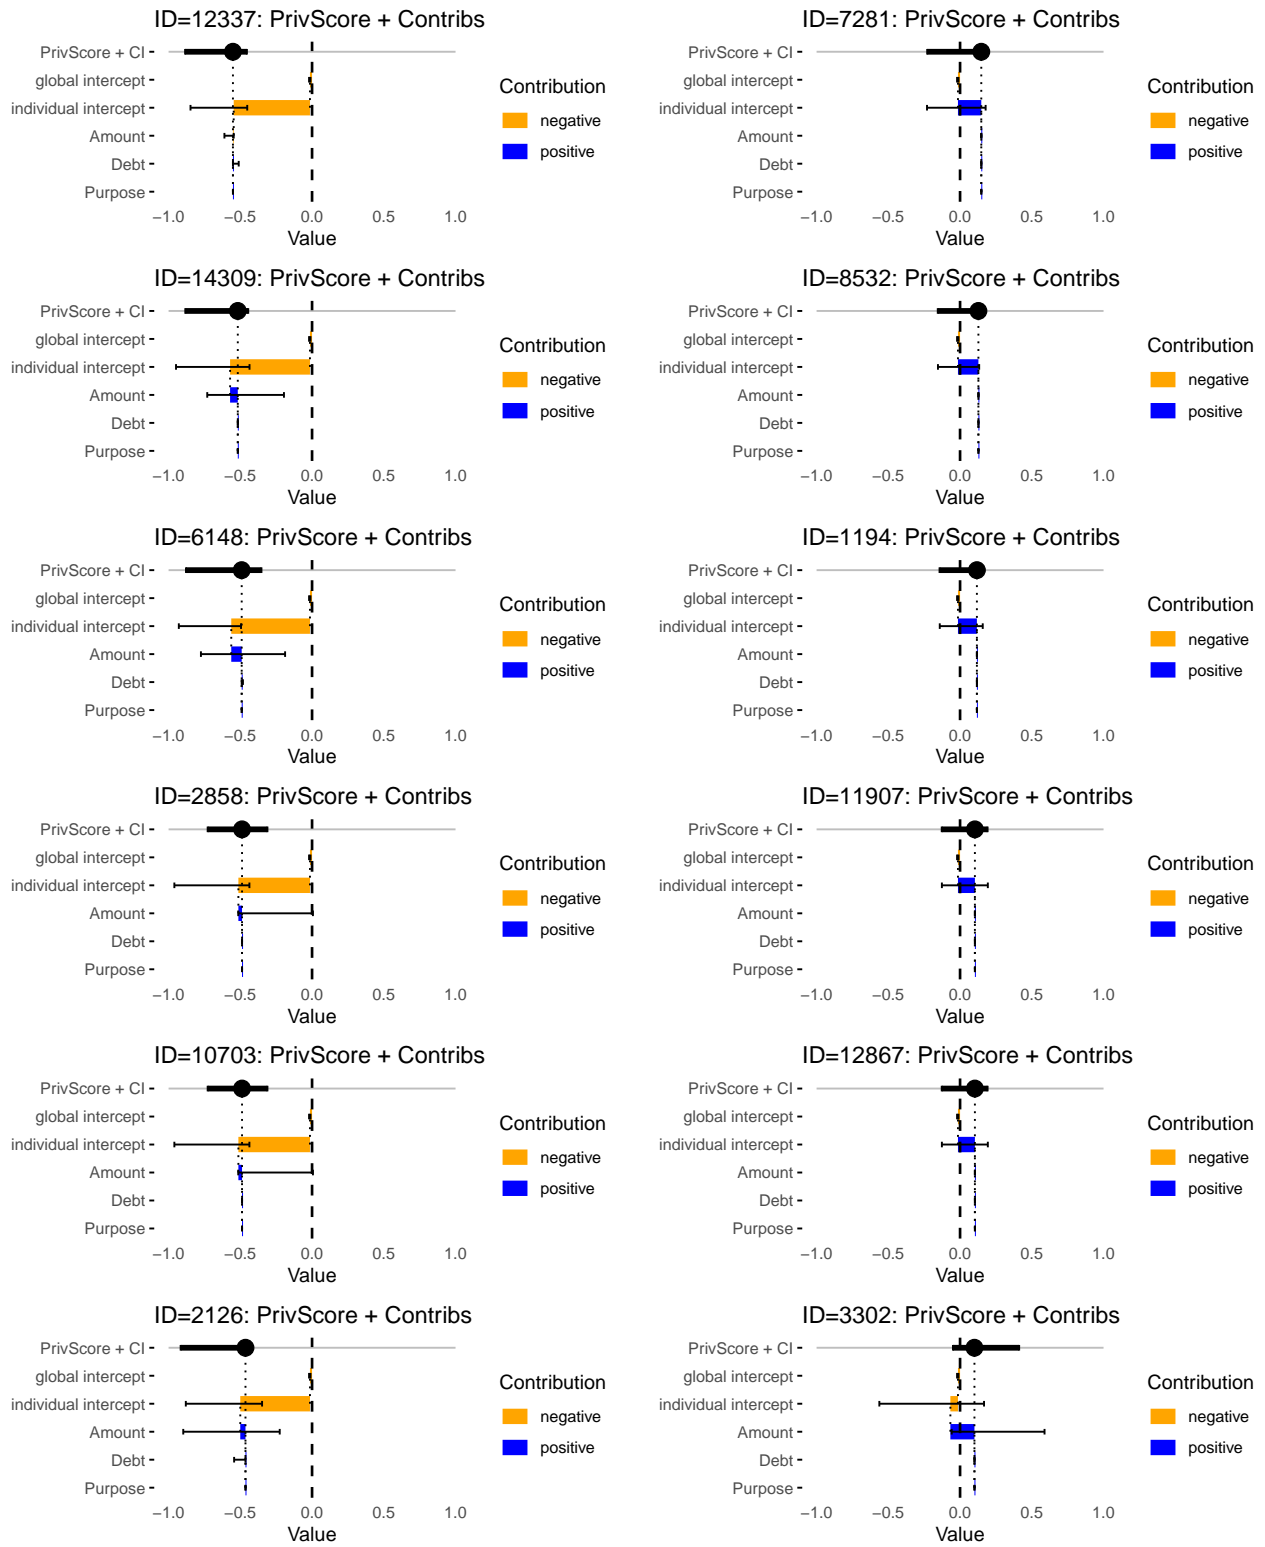 ID=12337: PrivScore + Contribs
PrivScore + CI
global intercept
individual intercept
Amount
Debt
Purpose
−1.0 −0.5 0.0 0.5 1.0
Value
Contribution
negative
positive
ID=7281: PrivScore + Contribs
PrivScore + CI
global intercept
individual intercept
Amount
Debt
Purpose
−1.0 −0.5 0.0 0.5 1.0
Value
Contribution
negative
positive
ID=14309: PrivScore + Contribs
PrivScore + CI
global intercept
individual intercept
Amount
Debt
Purpose
−1.0 −0.5 0.0 0.5 1.0
Value
Contribution
negative
positive
ID=8532: PrivScore + Contribs
PrivScore + CI
global intercept
individual intercept
Amount
Debt
Purpose
−1.0 −0.5 0.0 0.5 1.0
Value
Contribution
negative
positive
ID=6148: PrivScore + Contribs
PrivScore + CI
global intercept
individual intercept
Amount
Debt
Purpose
−1.0 −0.5 0.0 0.5 1.0
Value
Contribution
negative
positive
ID=1194: PrivScore + Contribs
PrivScore + CI
global intercept
individual intercept
Amount
Debt
Purpose
−1.0 −0.5 0.0 0.5 1.0
Value
Contribution
negative
positive
ID=2858: PrivScore + Contribs
PrivScore + CI
global intercept
individual intercept
Amount
Debt
Purpose
−1.0 −0.5 0.0 0.5 1.0
Value
Contribution
negative
positive
ID=11907: PrivScore + Contribs
PrivScore + CI
global intercept
individual intercept
Amount
Debt
Purpose
−1.0 −0.5 0.0 0.5 1.0
Value
Contribution
negative
positive
ID=10703: PrivScore + Contribs
PrivScore + CI
global intercept
individual intercept
Amount
Debt
Purpose
−1.0 −0.5 0.0 0.5 1.0
Value
Contribution
negative
positive
ID=12867: PrivScore + Contribs
PrivScore + CI
global intercept
individual intercept
Amount
Debt
Purpose
−1.0 −0.5 0.0 0.5 1.0
Value
Contribution
negative
positive
ID=2126: PrivScore + Contribs
PrivScore + CI
global intercept
individual intercept
Amount
Debt
Purpose
−1.0 −0.5 0.0 0.5 1.0
Value
Contribution
negative
positive
ID=3302: PrivScore + Contribs
PrivScore + CI
global intercept
individual intercept
Amount
Debt
Purpose
−1.0 −0.5 0.0 0.5 1.0
Value
Contribution
negative
positive